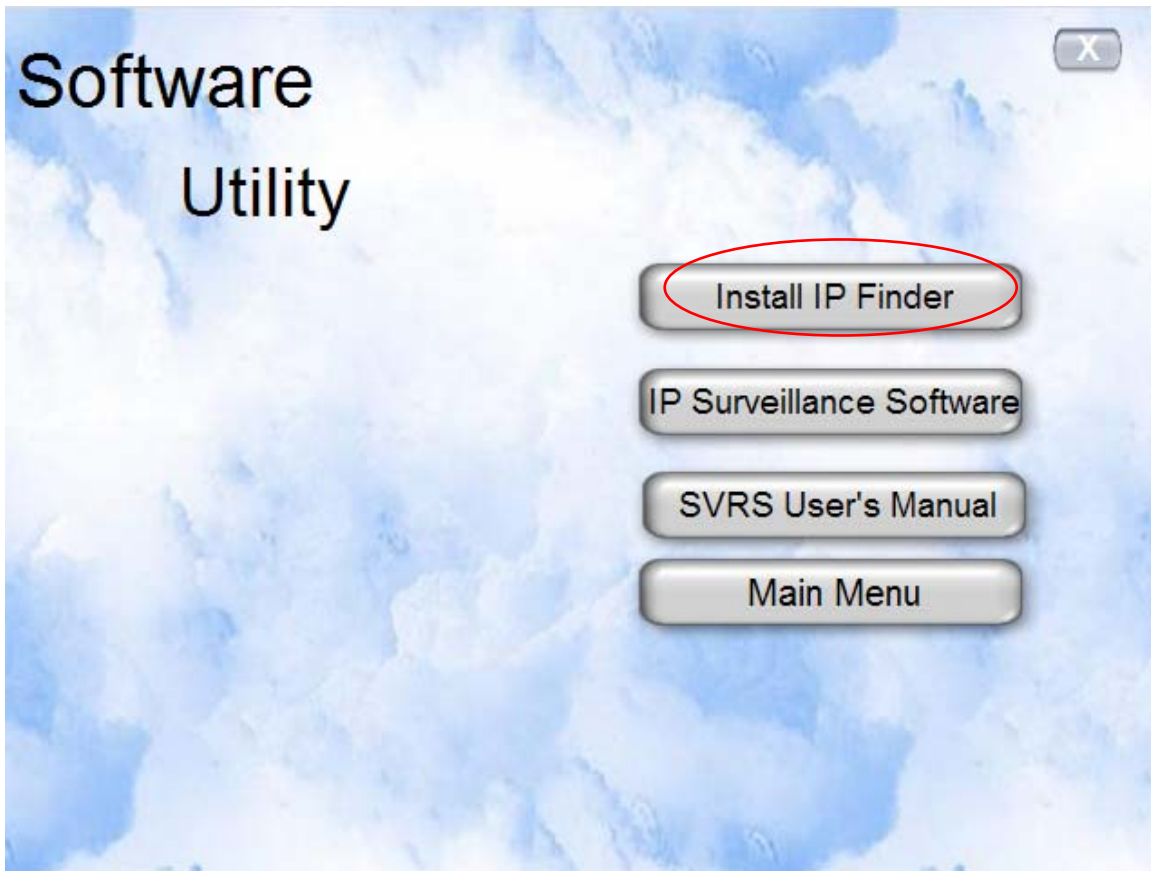 Software
Utility
X
Install IP Finder
IP Surveillance Software
SVRS User's Manual
Main Menu